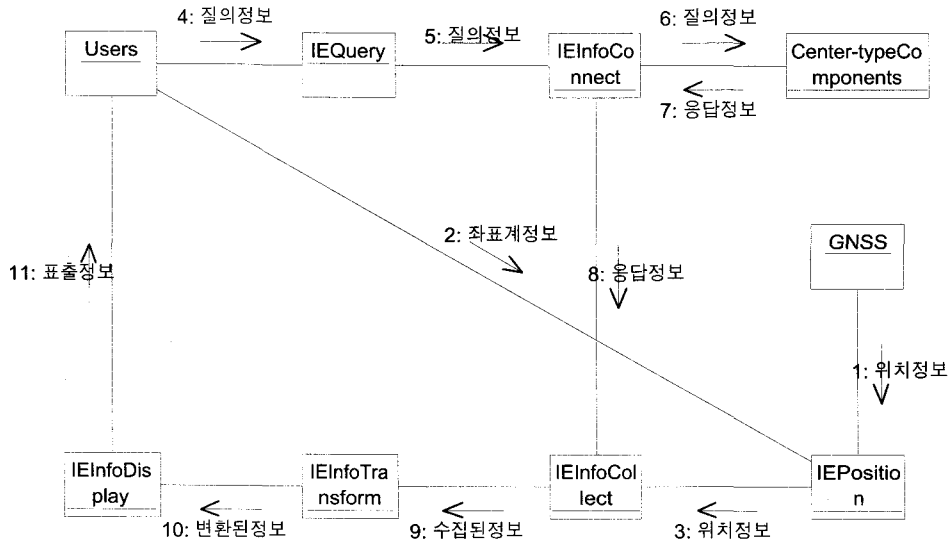 4: 질의정보
6: 질의정보
Users
IEQuery
5: 질의정보
IEInfoCo
nnect
Center-typeCo
mponents
7: 응답정보
2: 좌표계정보
GNSS
11: 표출정보
8: 응답정보
1: 위치정보
IEInfoDis
play
IEInfoTra
nsform
IEInfoCol
lect
IEPositio
n
10: 변환된정보
9: 수집된정보
3: 위치정보